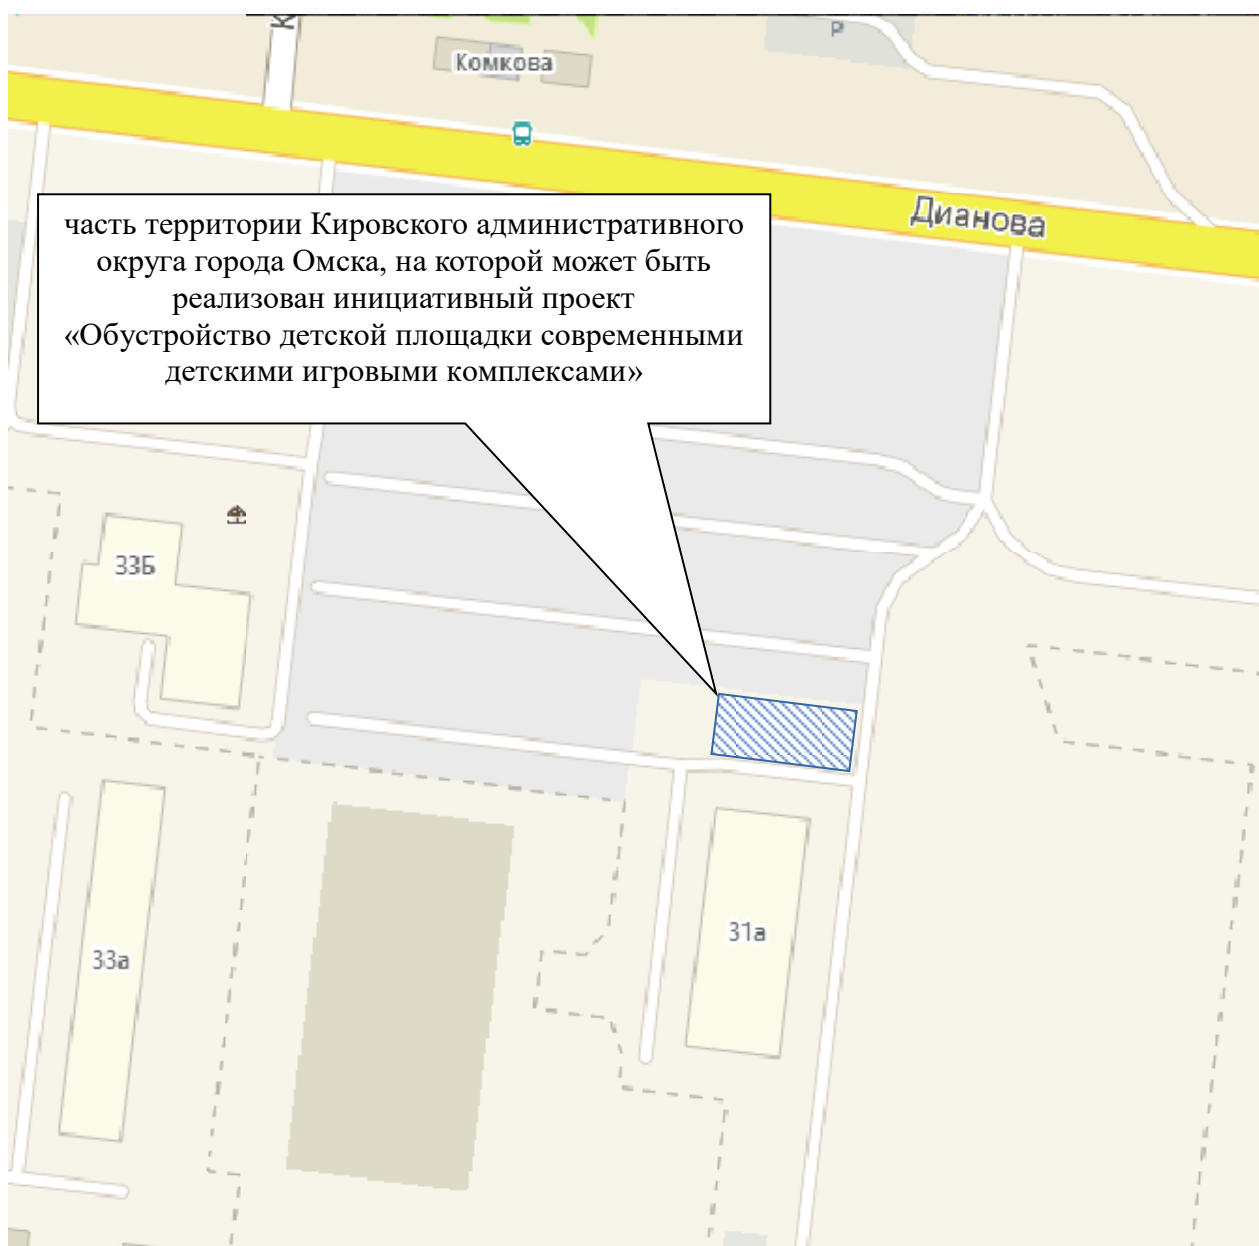 К
Комкова
P
Дианова
часть территории Кировского административного
округа города Омска, на которой может быть
реализован инициативный проект
«Обустройство детской площадки современными
детскими игровыми комплексами»
33Б
33а
31а